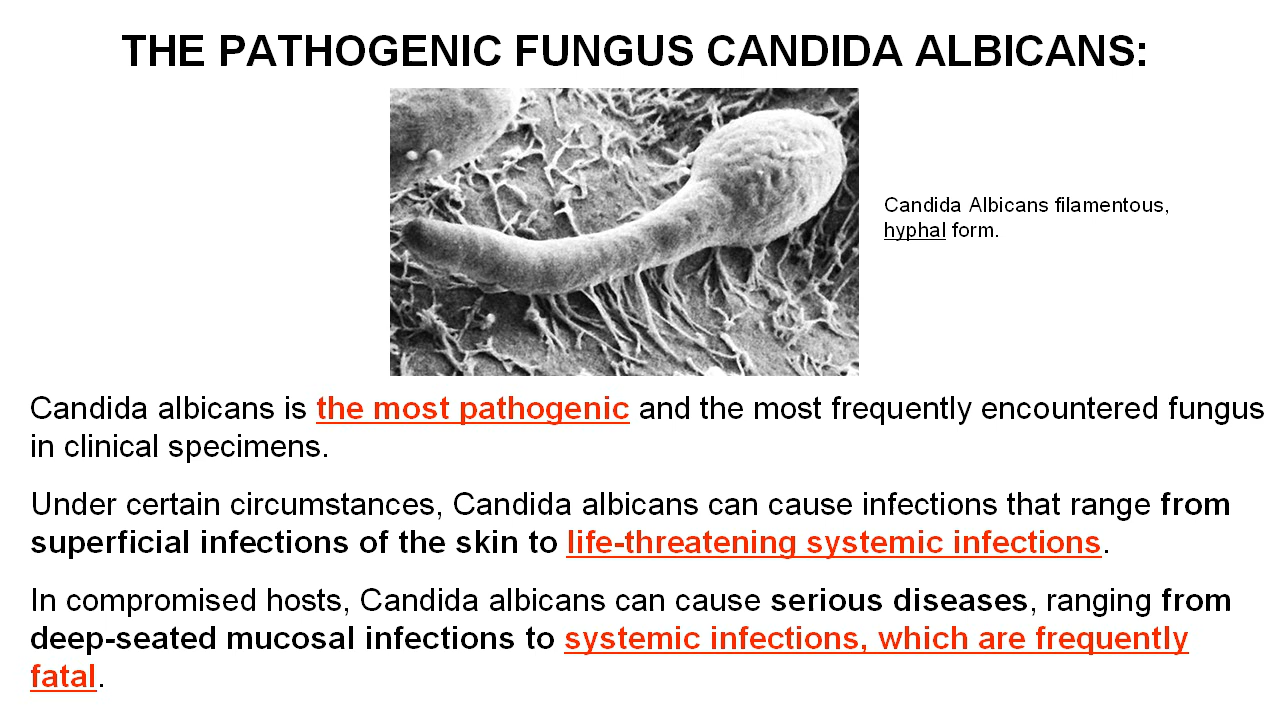 THE PATHOGENIC FUNGUS CANDIDA ALBICANS:
Candida Albicans filamentous,
hyphal form.
Candida albicans is the most pathogenic and the most frequently encountered fungus
in clinical specimens.
Under certain circumstances, Candida albicans can cause infections that range from
superficial infections of the skin to life-threatening systemic infections.
In compromised hosts, Candida albicans can cause serious diseases, ranging from
deep-seated mucosal infections to systemic infections, which are frequently
fatal.